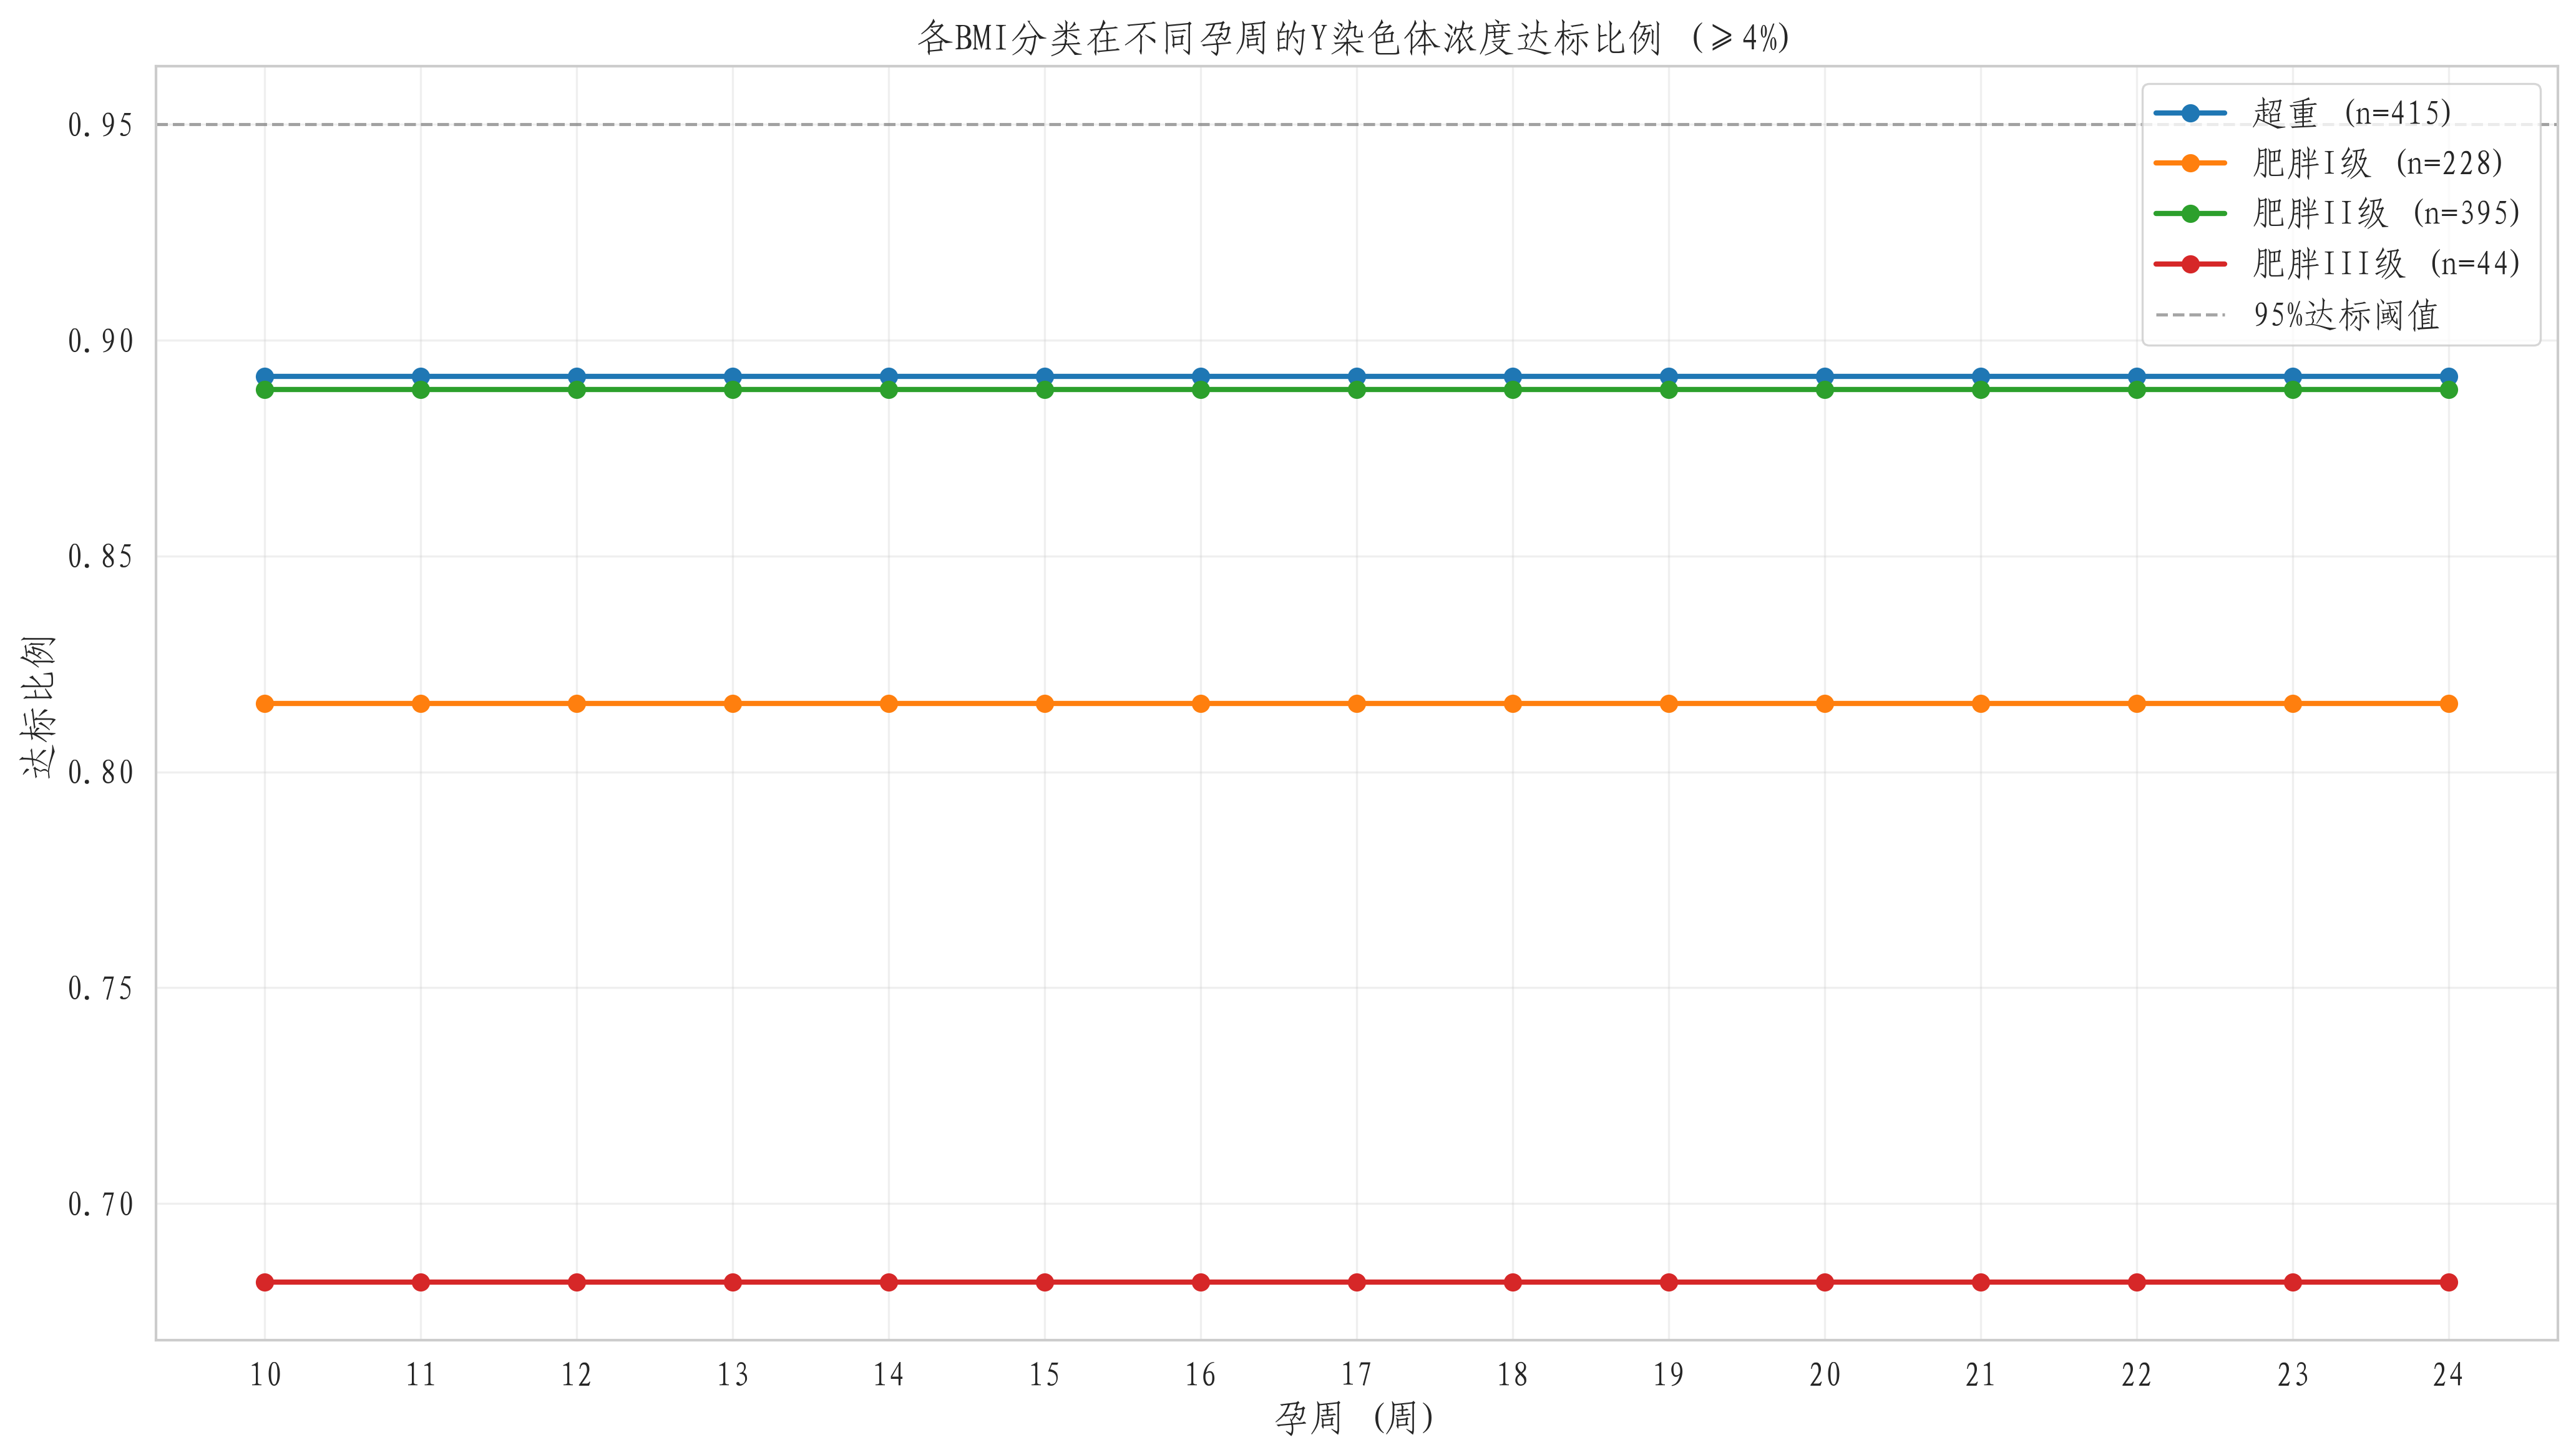 各BMI分类在不同孕周的Y染色体浓度达标比例 (≥4%)
超重 (n=415)
肥胖I级 (n=228)
肥胖II级 (n=395)
肥胖III级 (n=44)
95%达标阈值
达标比例
0.95
0.90
0.85
0.80
0.75
0.70
10 11 12 13 14 15 16 17 18 19 20 21 22 23 24
孕周 (周)